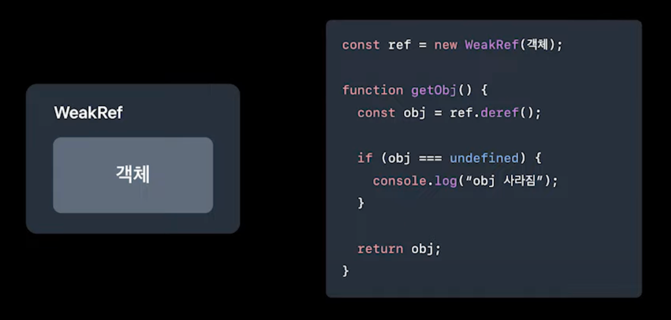 WeakRef
객체
const ref = new WeakRef(객체);
function getObj() {
const obj = ref.deref();
if (obj === undefined) {
console.log(“obj 사라짐”);
}
return obj;
}